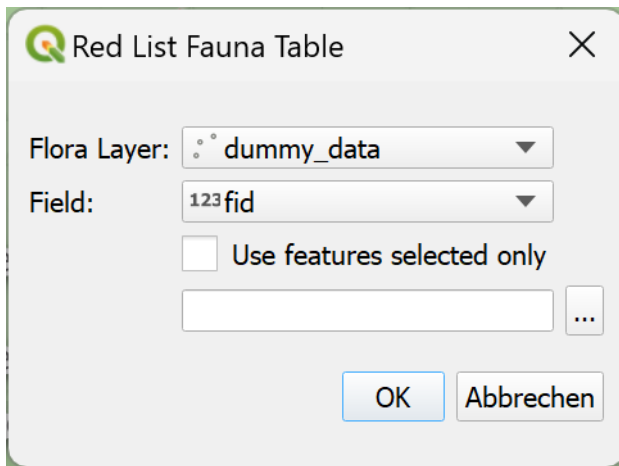 Red List Fauna Table
Flora Layer: dummy_data
Field: 123 fid
Use features selected only
...
OK Abbrechen